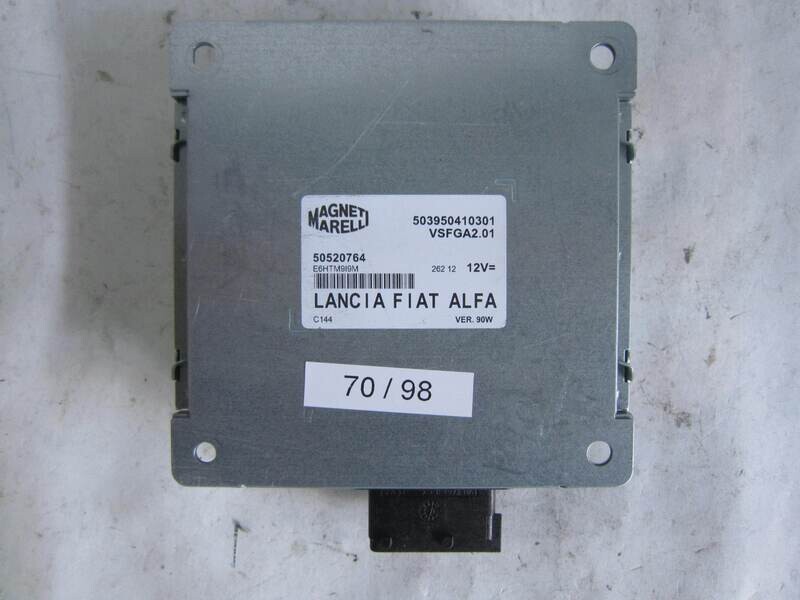 MAGNETI
MARELLI
503950410301
VSFGA2.01
50520764
E6HTM9I9M
262 12 12V=
LANCIA FIAT ALFA
C144 VER. 90W
70 / 98